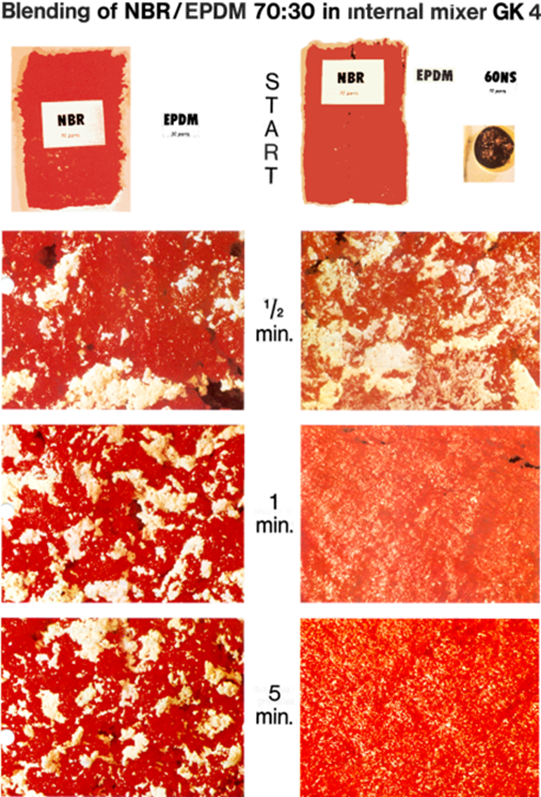 Blending of NBR/EPDM 70:30 in internal mixer GK 4
NBR
EPDM
START
NBR
EPDM
60NS
½
min.
1
min.
5
min.